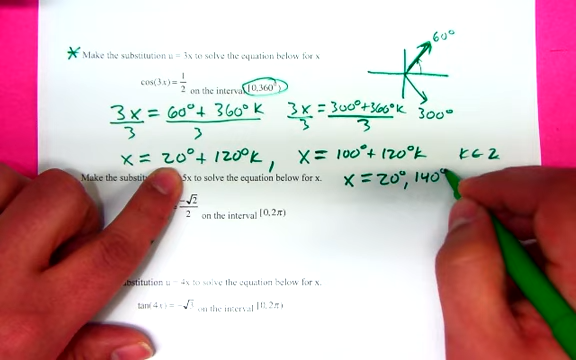 * Make the substitution u = 3x to solve the equation below for x
60°
cos(3x) = 1/2 on the interval [0,360°)
3x/3 = 60° + 360°k/3   3x/3 = 300° + 360°k/3   300°
x = 20° + 120°k,   x = 100° + 120°k   k∈Z
Make the 5x to solve the equation below for x.   x = 20°, 140°
-√2/2 on the interval [0,2π)
u = 4x to solve the equation below for x.
tan(4x) = -√3 on the interval [0,2π)